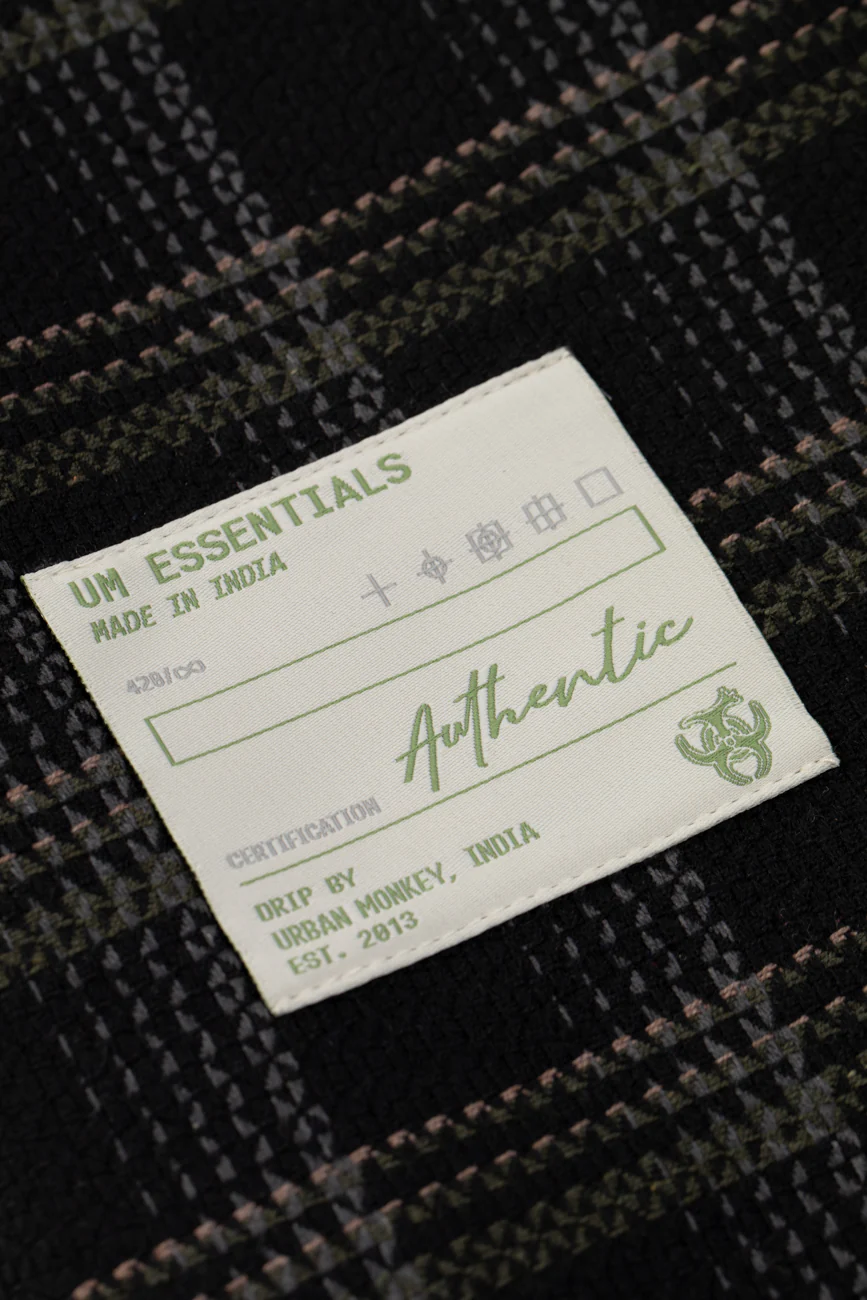 UM ESSENTIALS
MADE IN INDIA
420/∞
Authentic
CERTIFICATION
DRIP BY
URBAN MONKEY, INDIA
EST. 2013